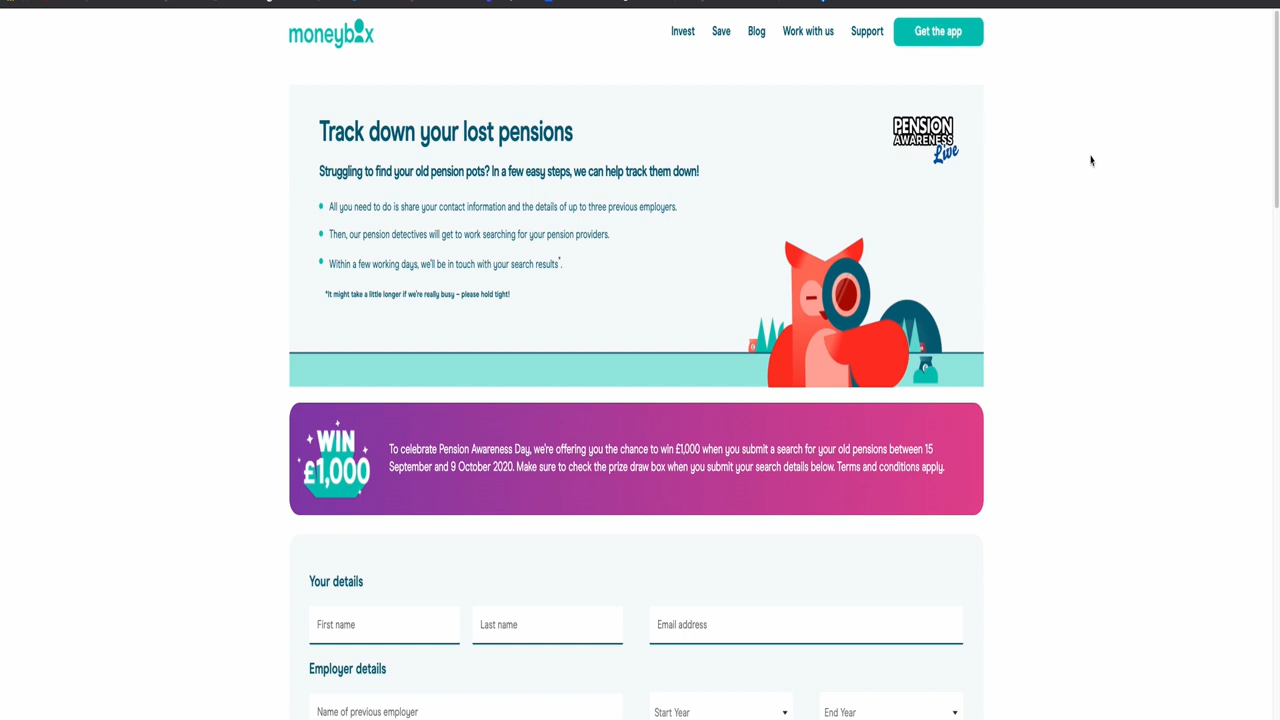 moneybox
Invest Save Blog Work with us Support Get the app
Track down your lost pensions
PENSION
AWARENESS
Live
Struggling to find your old pension pots? In a few easy steps, we can help track them down!
All you need to do is share your contact information and the details of up to three previous employers.
Then, our pension detectives will get to work searching for your pension providers.
Within a few working days, we'll be in touch with your search results*.
*It might take a little longer if we're really busy – please hold tight!
WIN
£1,000
To celebrate Pension Awareness Day, we're offering you the chance to win £1,000 when you submit a search for your old pensions between 15
September and 9 October 2020. Make sure to check the prize draw box when you submit your search details below. Terms and conditions apply.
Your details
First name Last name Email address
Employer details
Name of previous employer Start Year End Year